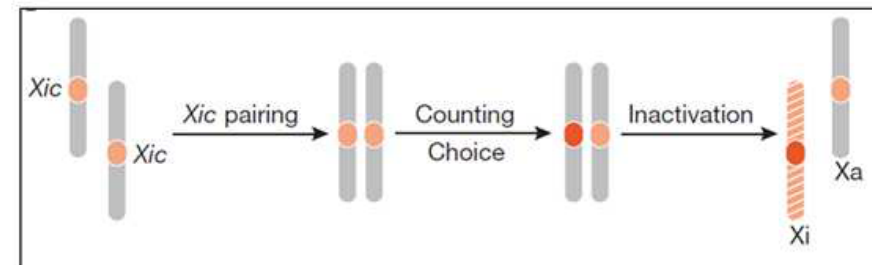 Xic
Xic
Xic pairing
Counting
Choice
Inactivation
Xa
Xi